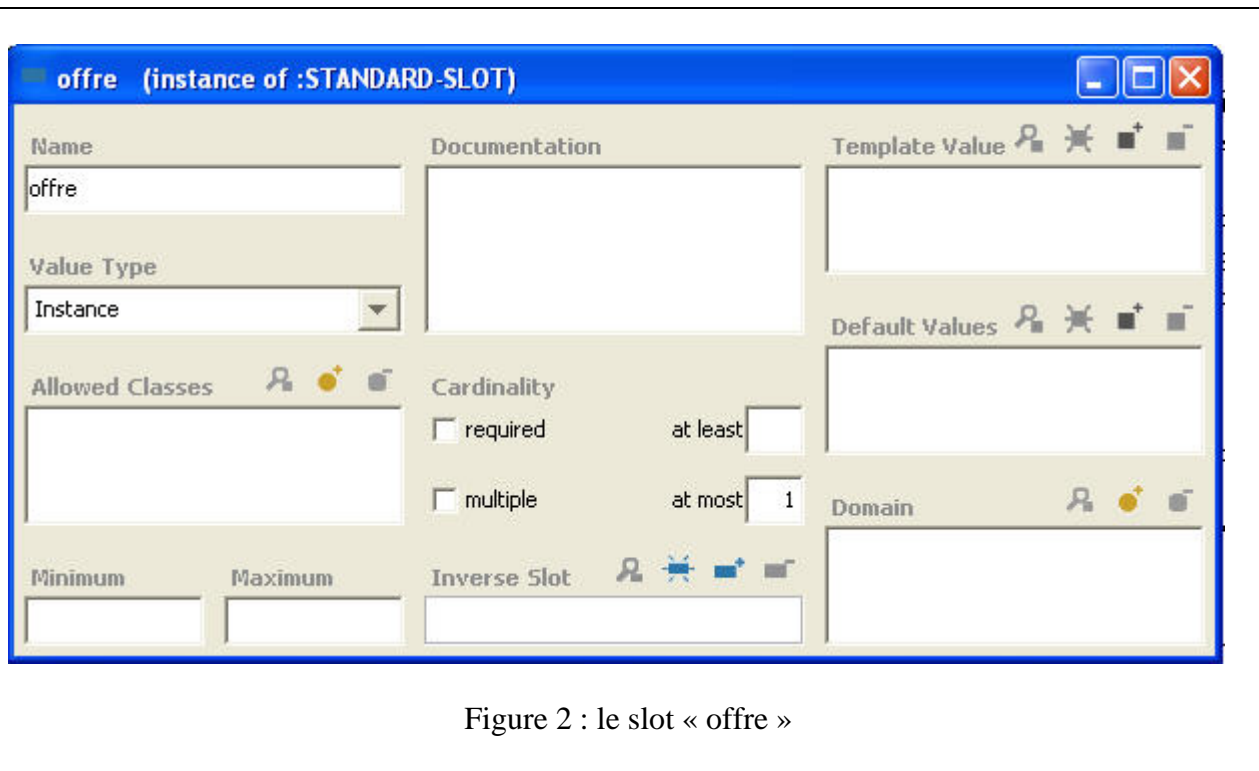 offre (instance of :STANDARD-SLOT)
Name
offre
Value Type
Instance
Allowed Classes
Minimum
Maximum
Documentation
Cardinality
required
at least
multiple
at most 1
Inverse Slot
Template Value
Default Values
Domain
Figure 2 : le slot « offre »